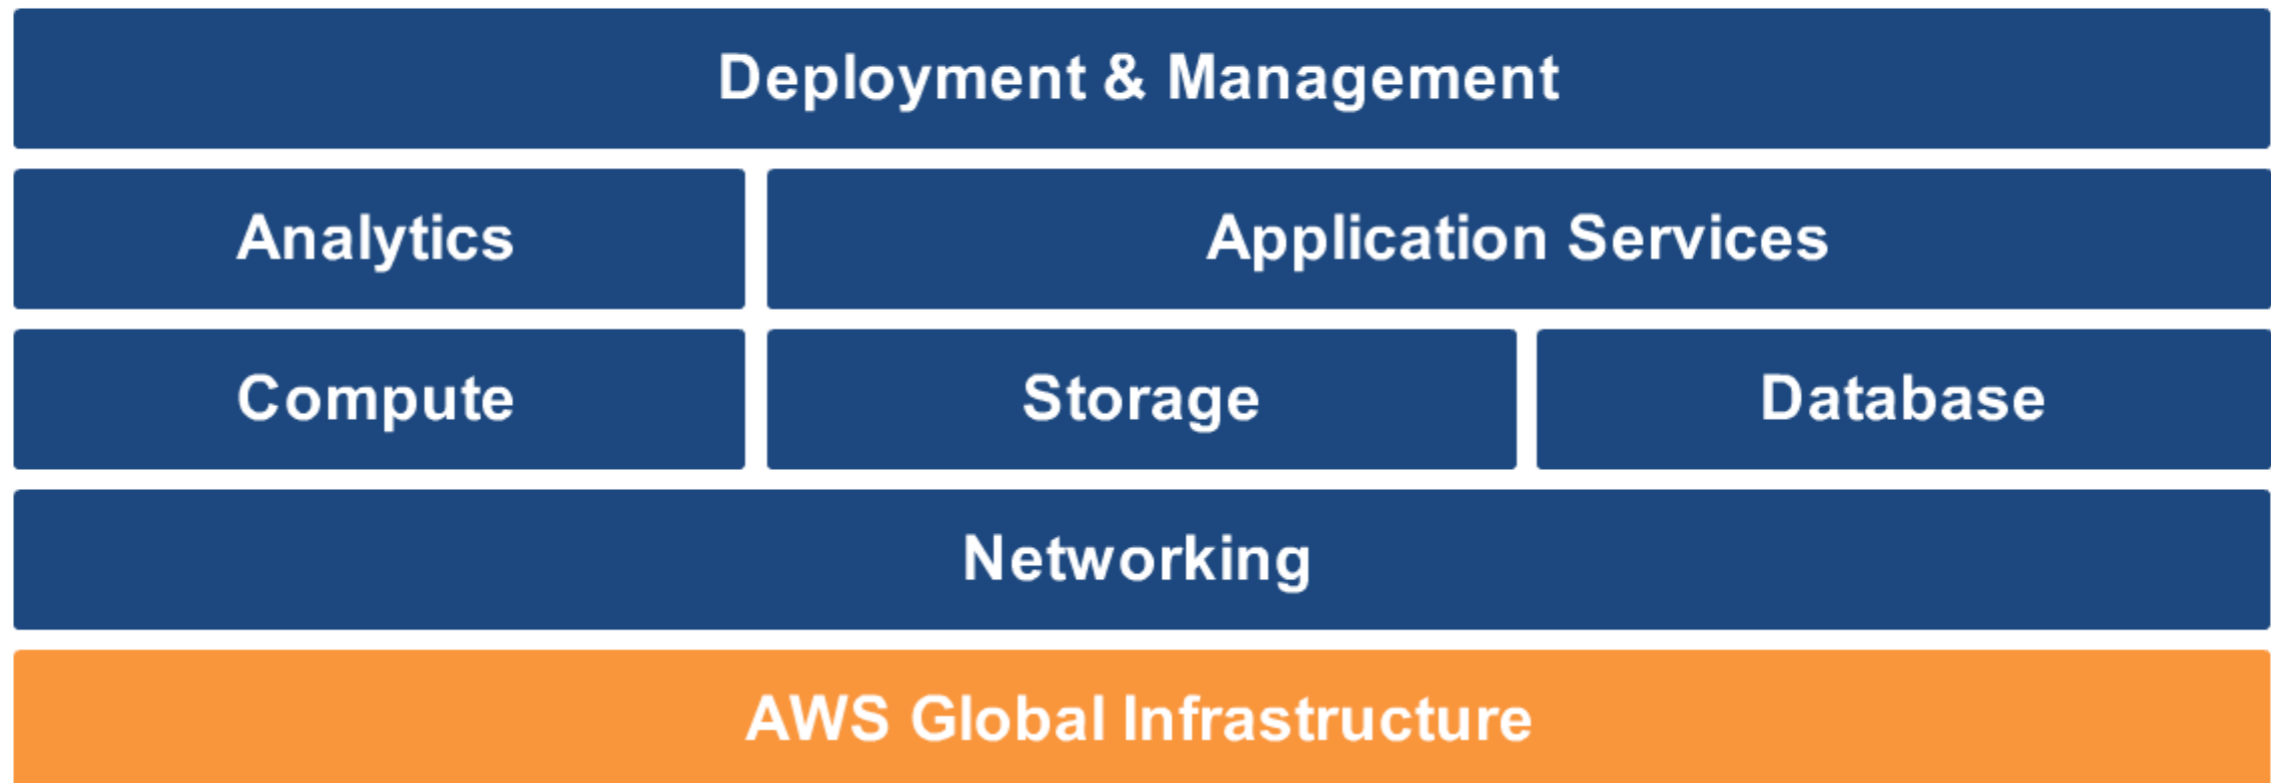 Deployment & Management
Analytics
Application Services
Compute
Storage
Database
Networking
AWS Global Infrastructure